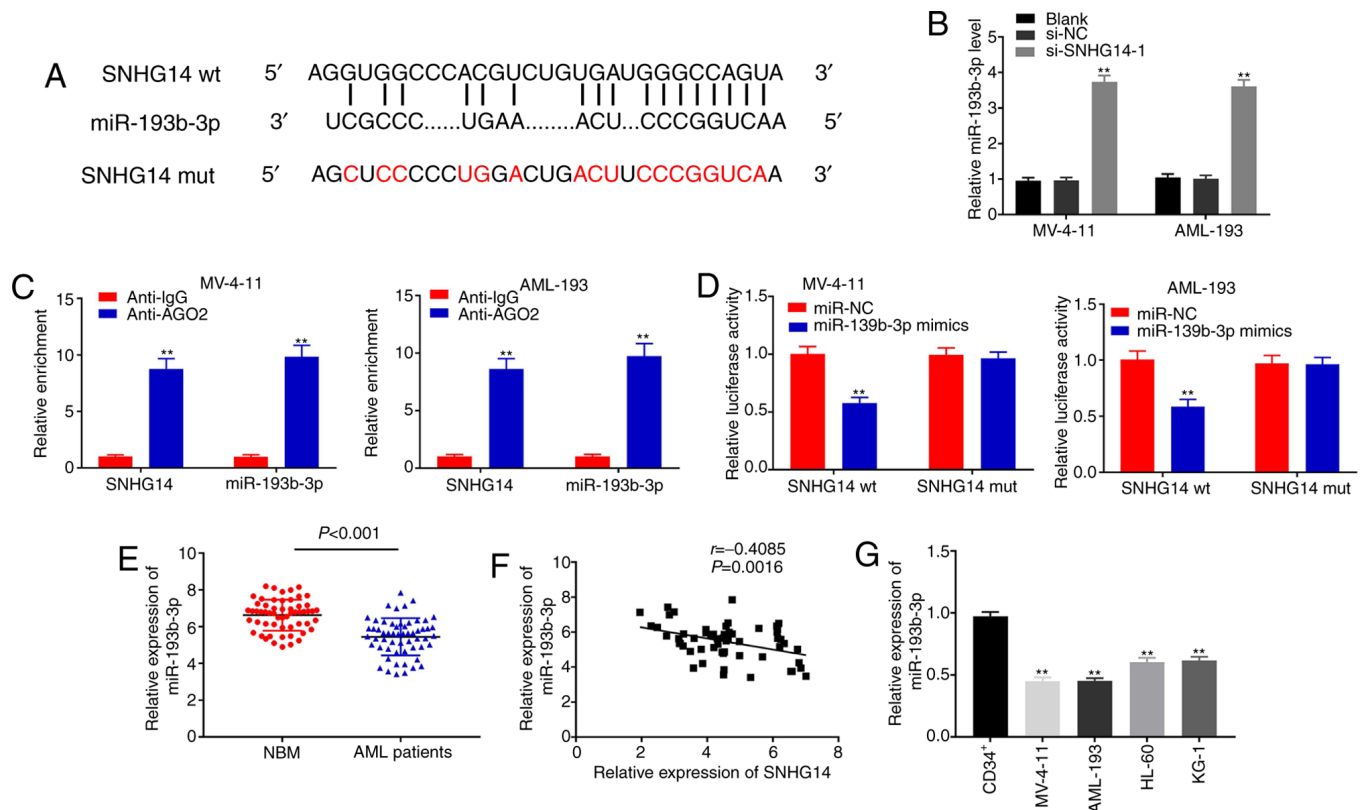 A
SNHG14 wt 5′ AGGUGGCCCACGUCUGUGAUGGGCCAGUA 3′
miR-193b-3p 3′ UCGCCC......UGAA........ACU...CCCGGUCAA 5′
SNHG14 mut 5′ AGCUCCCCCUGGACUGACUUCCCGGUCAA 3′
B
Blank
si-NC
si-SNHG14-1
Relative miR-193b-3p level
5
4
3
2
1
0
**
**
MV-4-11
AML-193
C
MV-4-11
Anti-IgG
Anti-AGO2
Relative enrichment
15
10
5
0
**
**
SNHG14
miR-193b-3p
AML-193
Anti-IgG
Anti-AGO2
Relative enrichment
15
10
5
0
**
**
SNHG14
miR-193b-3p
D
MV-4-11
miR-NC
miR-139b-3p mimics
Relative luciferase activity
1.5
1.0
0.5
0.0
**
SNHG14 wt
SNHG14 mut
AML-193
miR-NC
miR-139b-3p mimics
Relative luciferase activity
1.5
1.0
0.5
0.0
**
SNHG14 wt
SNHG14 mut
E
P<0.001
Relative expression of
miR-193b-3p
10
8
6
4
2
0
NBM
AML patients
F
r=−0.4085
P=0.0016
Relative expression of
miR-193b-3p
10
8
6
4
2
0
0
2
4
6
8
Relative expression of SNHG14
G
Relative expression of
miR-193b-3p
1.5
1.0
0.5
0.0
**
**
**
**
CD34+
MV-4-11
AML-193
HL-60
KG-1